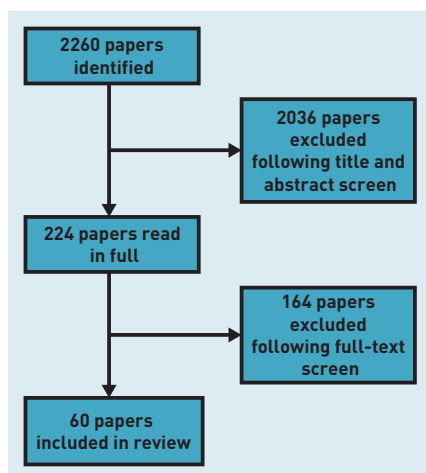 2260 papers
identified
2036 papers
excluded
following title and
abstract screen
224 papers read
in full
164 papers
excluded
following full-text
screen
60 papers
included in review